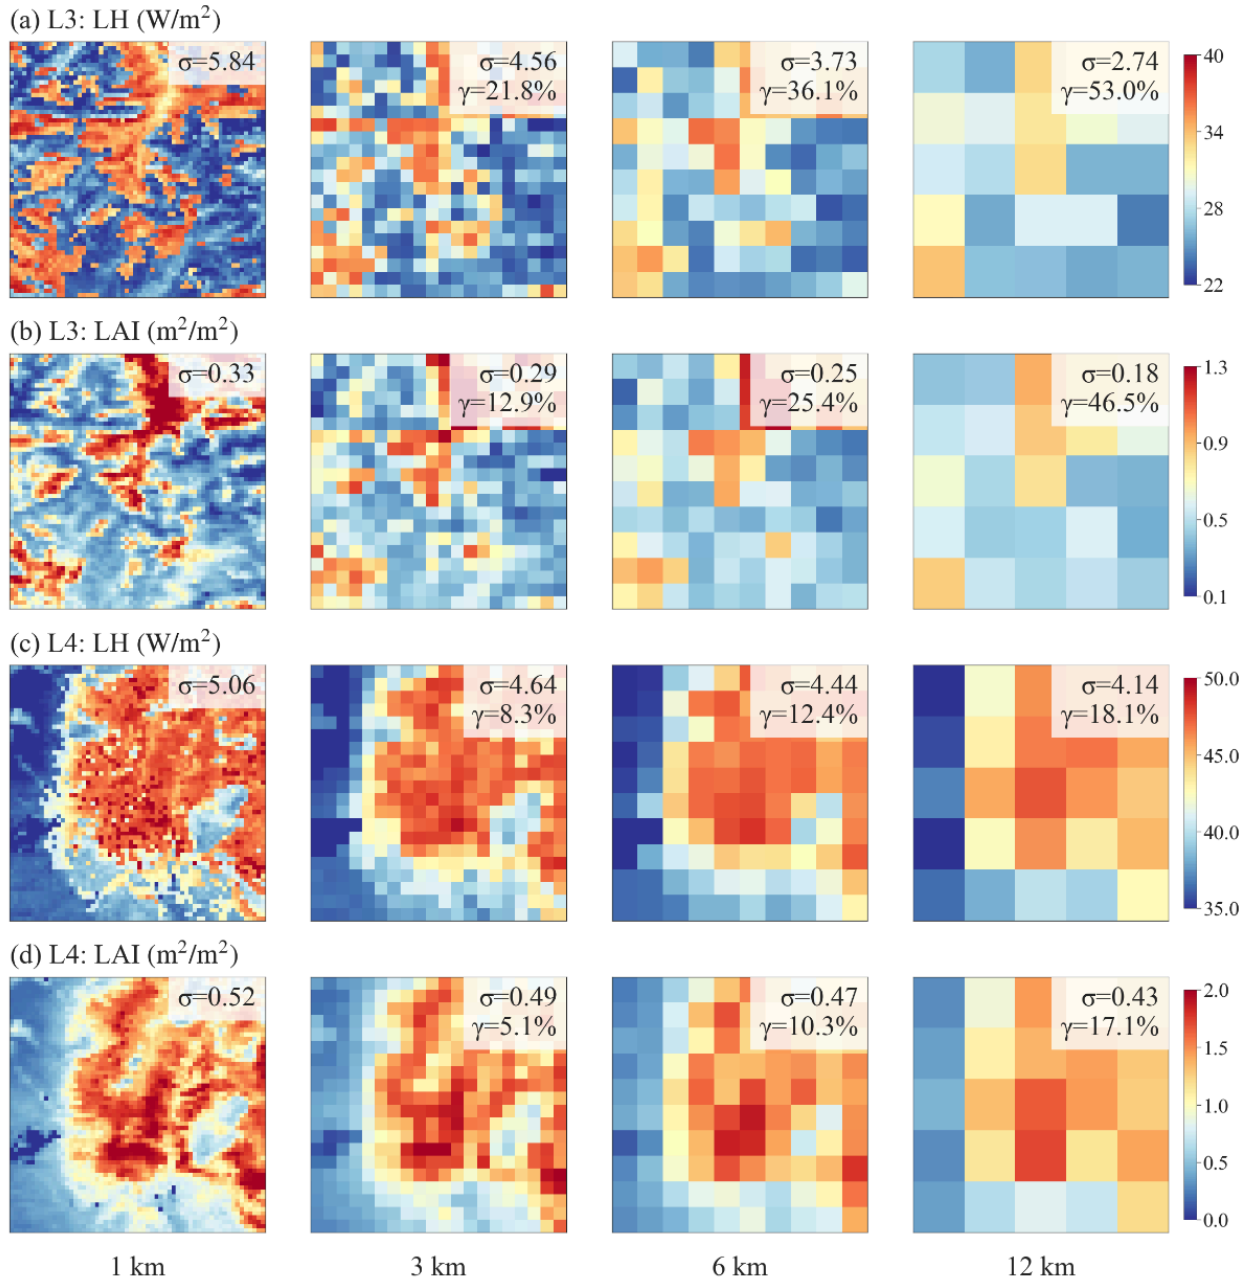 (a) L3: LH (W/m²)
σ=5.84
σ=4.56
γ=21.8%
σ=3.73
γ=36.1%
σ=2.74
γ=53.0%
40
34
28
22
(b) L3: LAI (m²/m²)
σ=0.33
σ=0.29
γ=12.9%
σ=0.25
γ=25.4%
σ=0.18
γ=46.5%
1.3
0.9
0.5
0.1
(c) L4: LH (W/m²)
σ=5.06
σ=4.64
γ=8.3%
σ=4.44
γ=12.4%
σ=4.14
γ=18.1%
50.0
45.0
40.0
35.0
(d) L4: LAI (m²/m²)
σ=0.52
σ=0.49
γ=5.1%
σ=0.47
γ=10.3%
σ=0.43
γ=17.1%
2.0
1.5
1.0
0.5
0.0
1 km
3 km
6 km
12 km